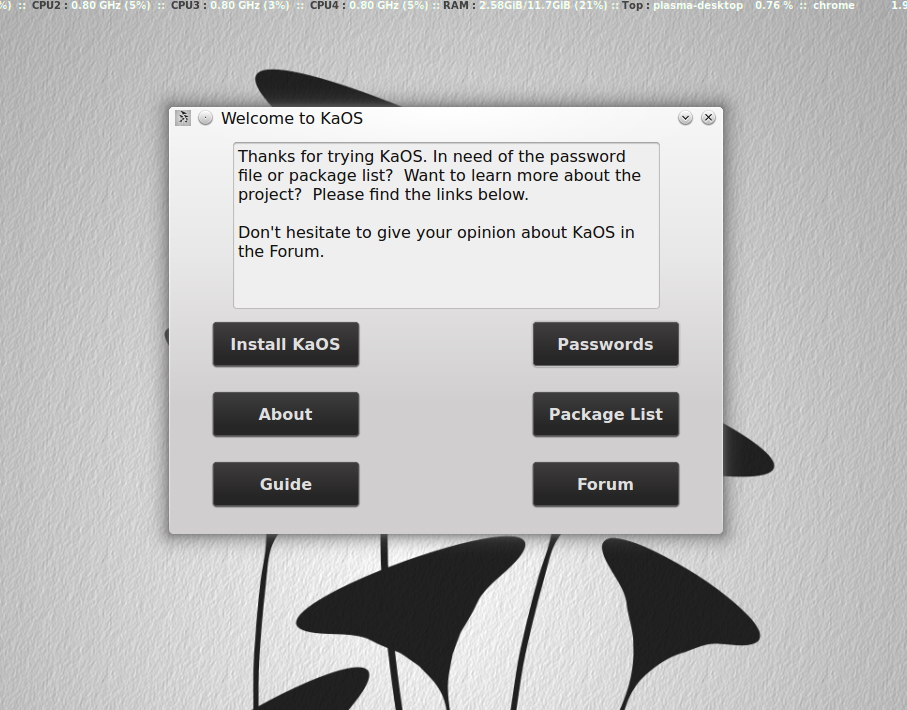 %) :: CPU2 : 0.80 GHz (5%) :: CPU3 : 0.80 GHz (3%) :: CPU4 : 0.80 GHz (5%) :: RAM : 2.58GiB/11.7GiB (21%) :: Top : plasma-desktop 0.76 % :: chrome 1.9
Welcome to KaOS
Thanks for trying KaOS. In need of the password
file or package list?  Want to learn more about the
project?  Please find the links below.
Don't hesitate to give your opinion about KaOS in
the Forum.
Install KaOS
Passwords
About
Package List
Guide
Forum